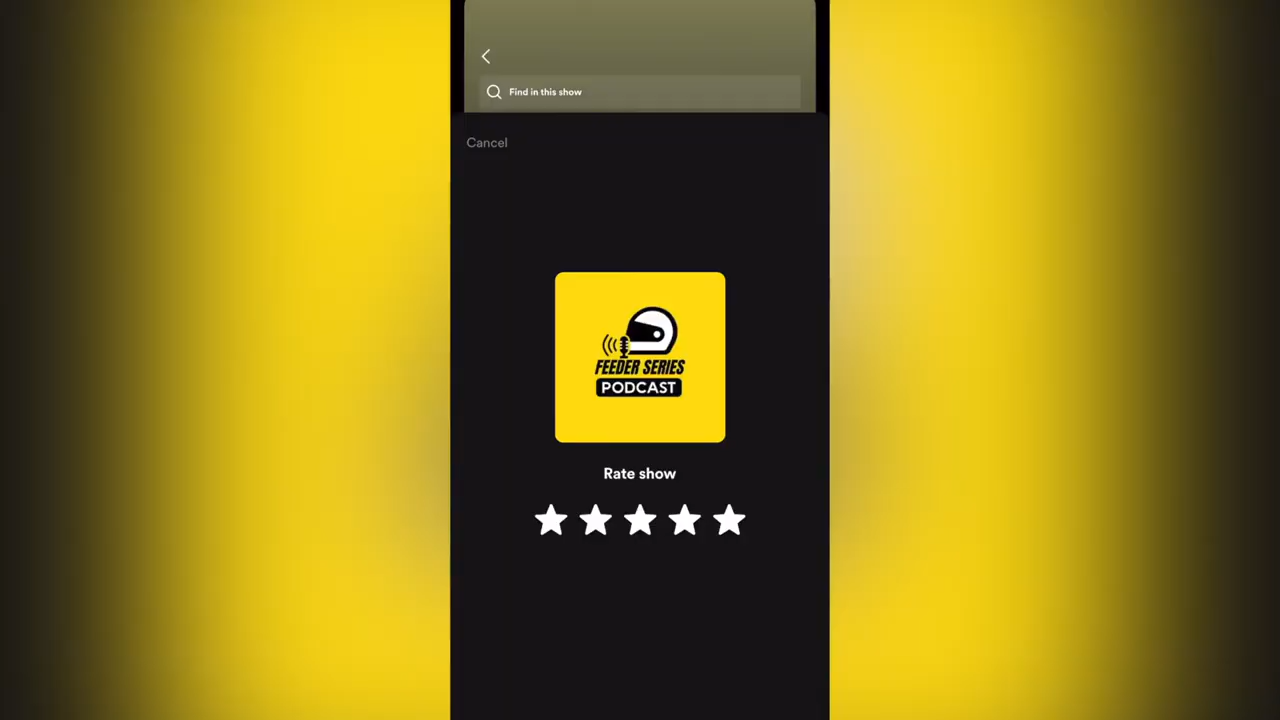 Find in this show
Cancel
FEEDER SERIES
PODCAST
Rate show